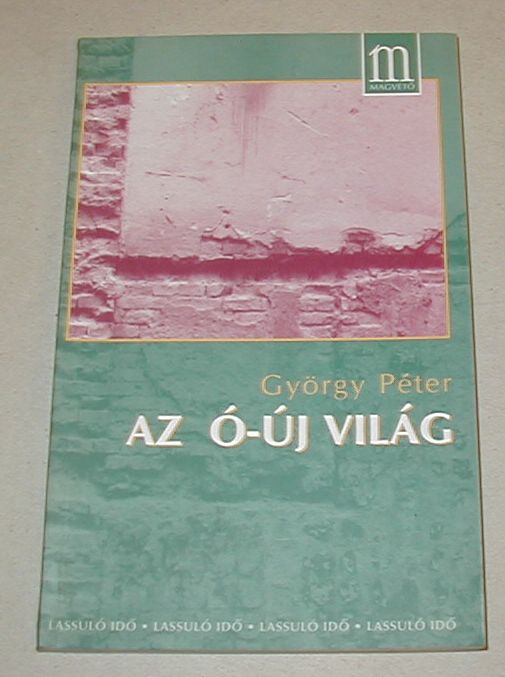 m
MAGVETŐ
György Péter
AZ Ó-ÚJ VILÁG
LASSULÓ IDŐ • LASSULÓ IDŐ • LASSULÓ IDŐ • LASSULÓ IDŐ